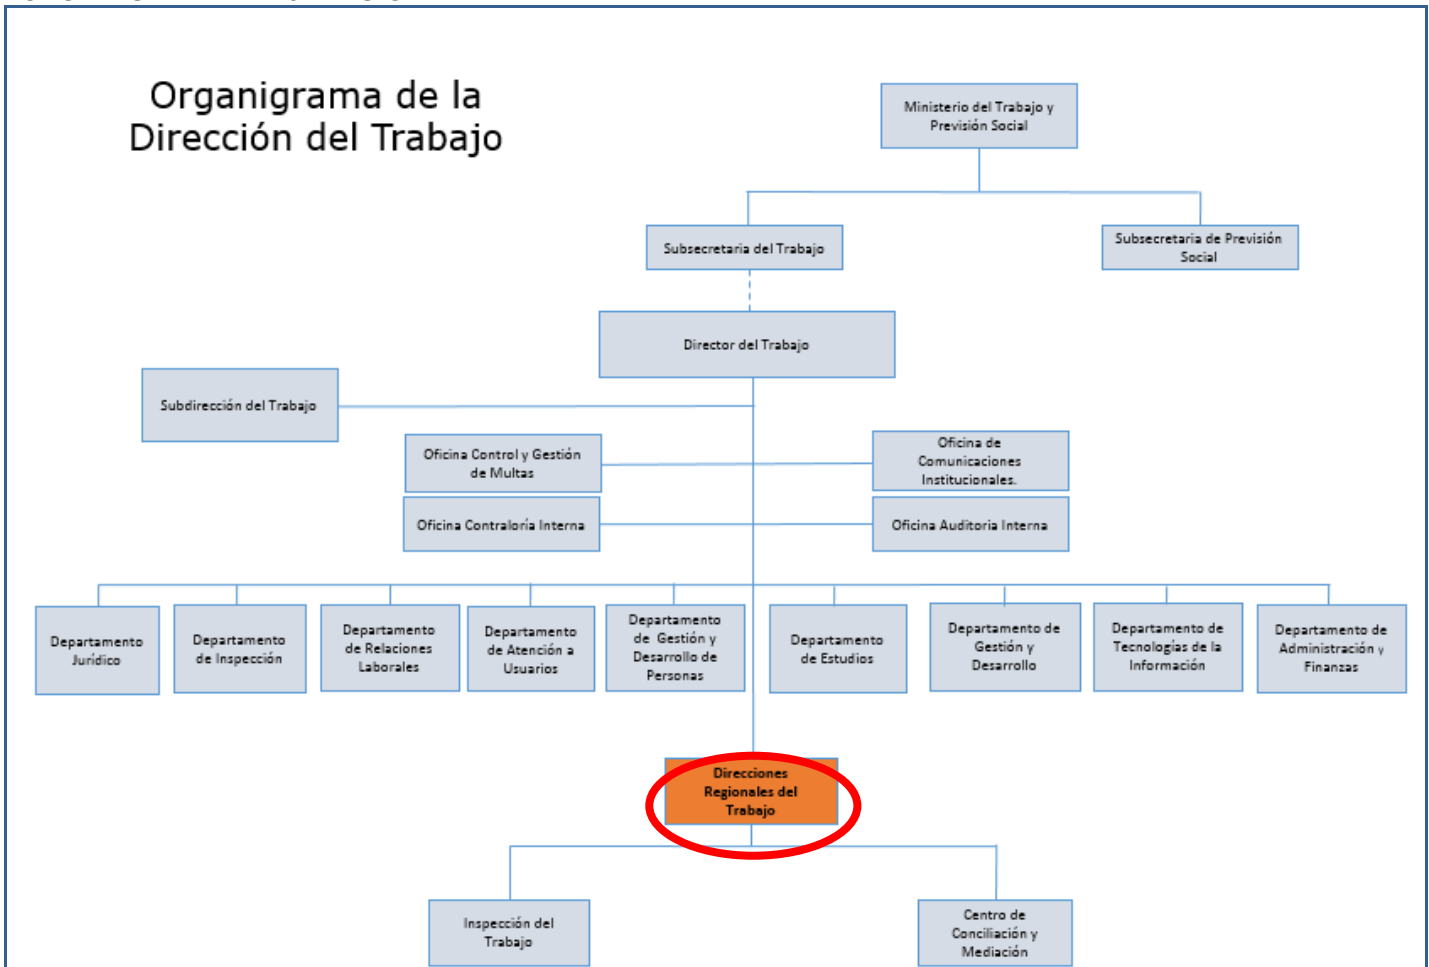 Organigrama de la
Dirección del Trabajo
Ministerio del Trabajo y
Previsión Social
Subsecretaria del Trabajo
Subsecretaria de Previsión
Social
Director del Trabajo
Subdirección del Trabajo
Oficina Control y Gestión
de Multas
Oficina de
Comunicaciones
Institucionales.
Oficina Contraloría Interna
Oficina Auditoria Interna
Departamento
Jurídico
Departamento
de Inspección
Departamento
de Relaciones
Laborales
Departamento
de Atención a
Usuarios
Departamento
de Gestión y
Desarrollo de
Personas
Departamento
de Estudios
Departamento de
Gestión y
Desarrollo
Departamento de
Tecnologías de la
Información
Departamento de
Administración y
Finanzas
Direcciones
Regionales del
Trabajo
Inspección del
Trabajo
Centro de
Conciliación y
Mediación